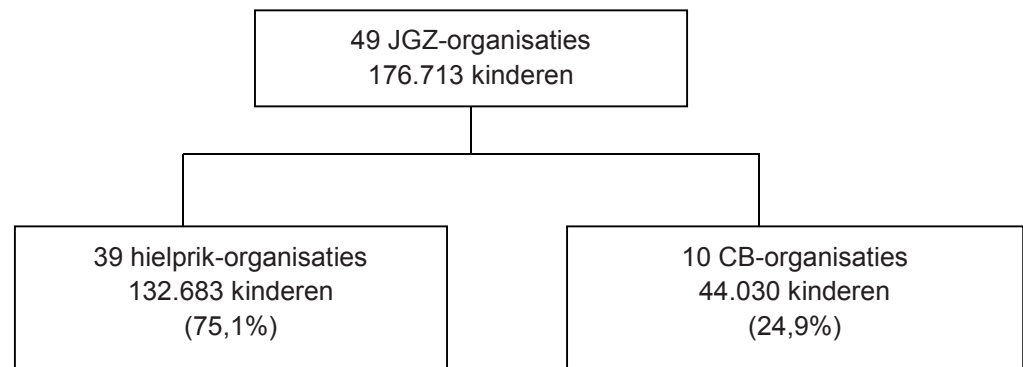 49 JGZ-organisaties
176.713 kinderen
39 hielprik-organisaties
132.683 kinderen
(75,1%)
10 CB-organisaties
44.030 kinderen
(24,9%)